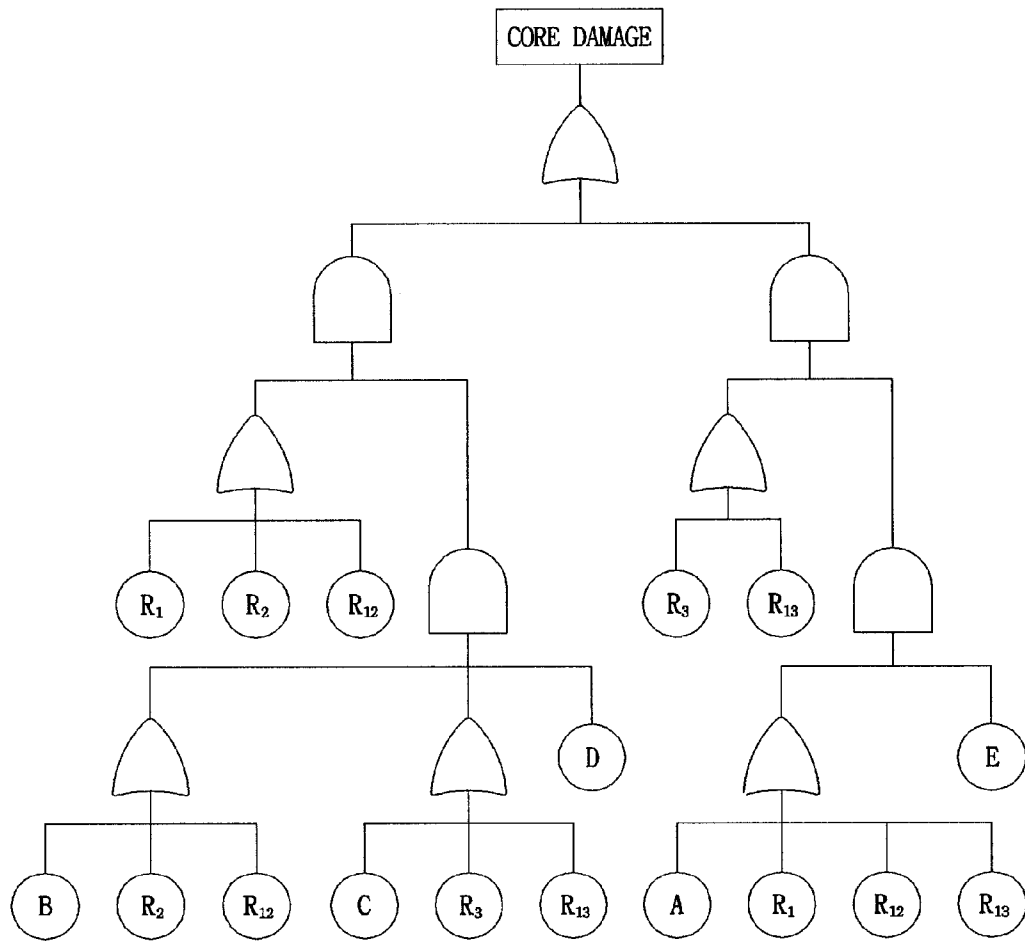 CORE DAMAGE
R₁ R₂ R₁₂ R₃ R₁₃
D E
B R₂ R₁₂ C R₃ R₁₃ A R₁ R₁₂ R₁₃